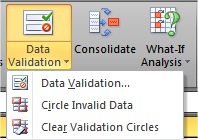 Data Validation Consolidate What-If Analysis
Data Validation...
Circle Invalid Data
Clear Validation Circles